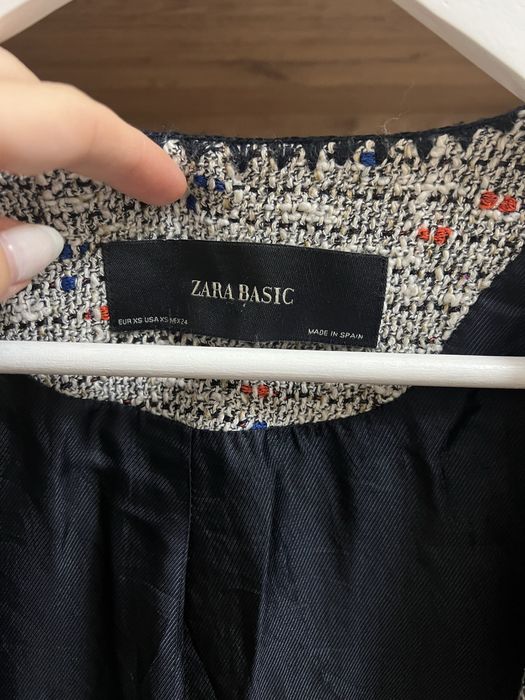 ZARA BASIC
EUR XS USA XS MEX 24
MADE IN SPAIN